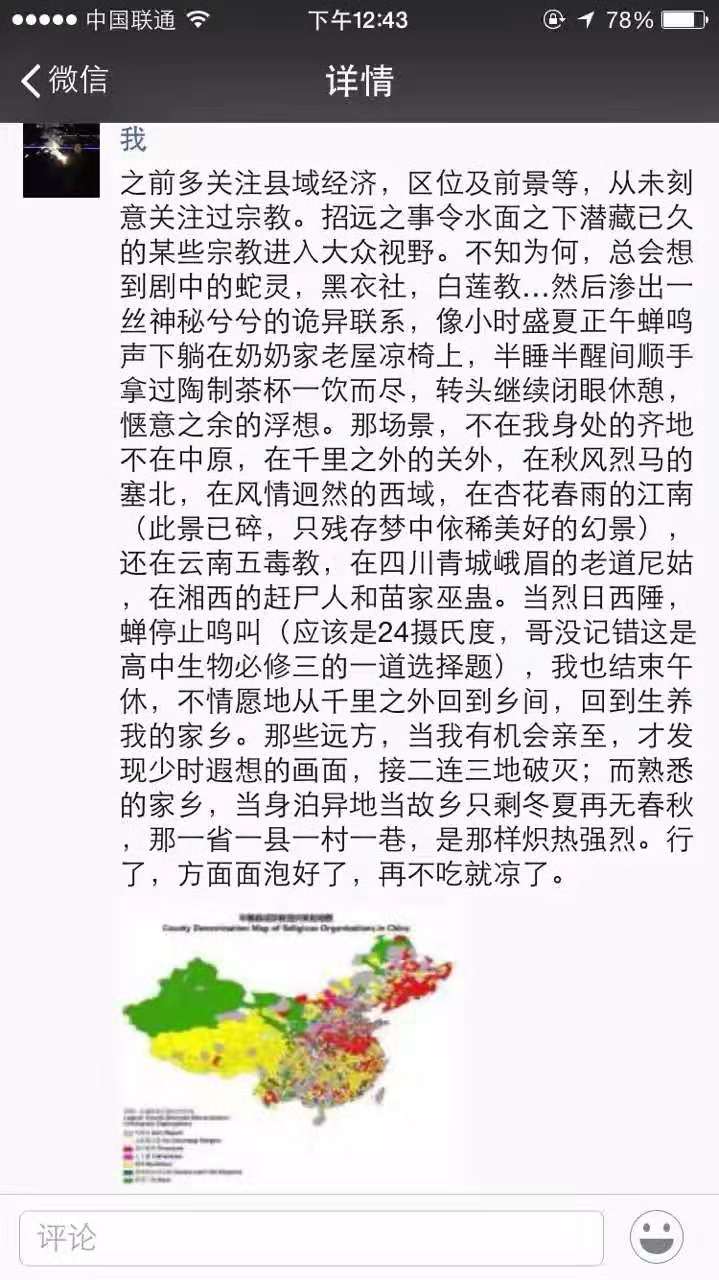 中国联通 下午12:43 78%
微信 详情
我
之前多关注县域经济，区位及前景等，从未刻
意关注过宗教。招远之事令水面之下潜藏已久
的某些宗教进入大众视野。不知为何，总会想
到剧中的蛇灵，黑衣社，白莲教...然后渗出一
丝神秘兮兮的诡异联系，像小时盛夏正午蝉鸣
声下躺在奶奶家老屋凉椅上，半睡半醒间顺手
拿过陶制茶杯一饮而尽，转头继续闭眼休憩，
惬意之余的浮想。那场景，不在我身处的齐地
不在中原，在千里之外的关外，在秋风烈马的
塞北，在风情迥然的西域，在杏花春雨的江南
（此景已碎，只残存梦中依稀美好的幻景），
还在云南五毒教，在四川青城峨眉的老道尼姑
，在湘西的赶尸人和苗家巫蛊。当烈日西陲，
蝉停止鸣叫（应该是24摄氏度，哥没记错这是
高中生物必修三的一道选择题），我也结束午
休，不情愿地从千里之外回到乡间，回到生养
我的家乡。那些远方，当我有机会亲至，才发
现少时遐想的画面，接二连三地破灭；而熟悉
的家乡，当身泊异地当故乡只剩冬夏再无春秋
，那一省一县一村一巷，是那样炽热强烈。行
了，方面面泡好了，再不吃就凉了。
County Denomination Map of Religious Organizations in China
评论